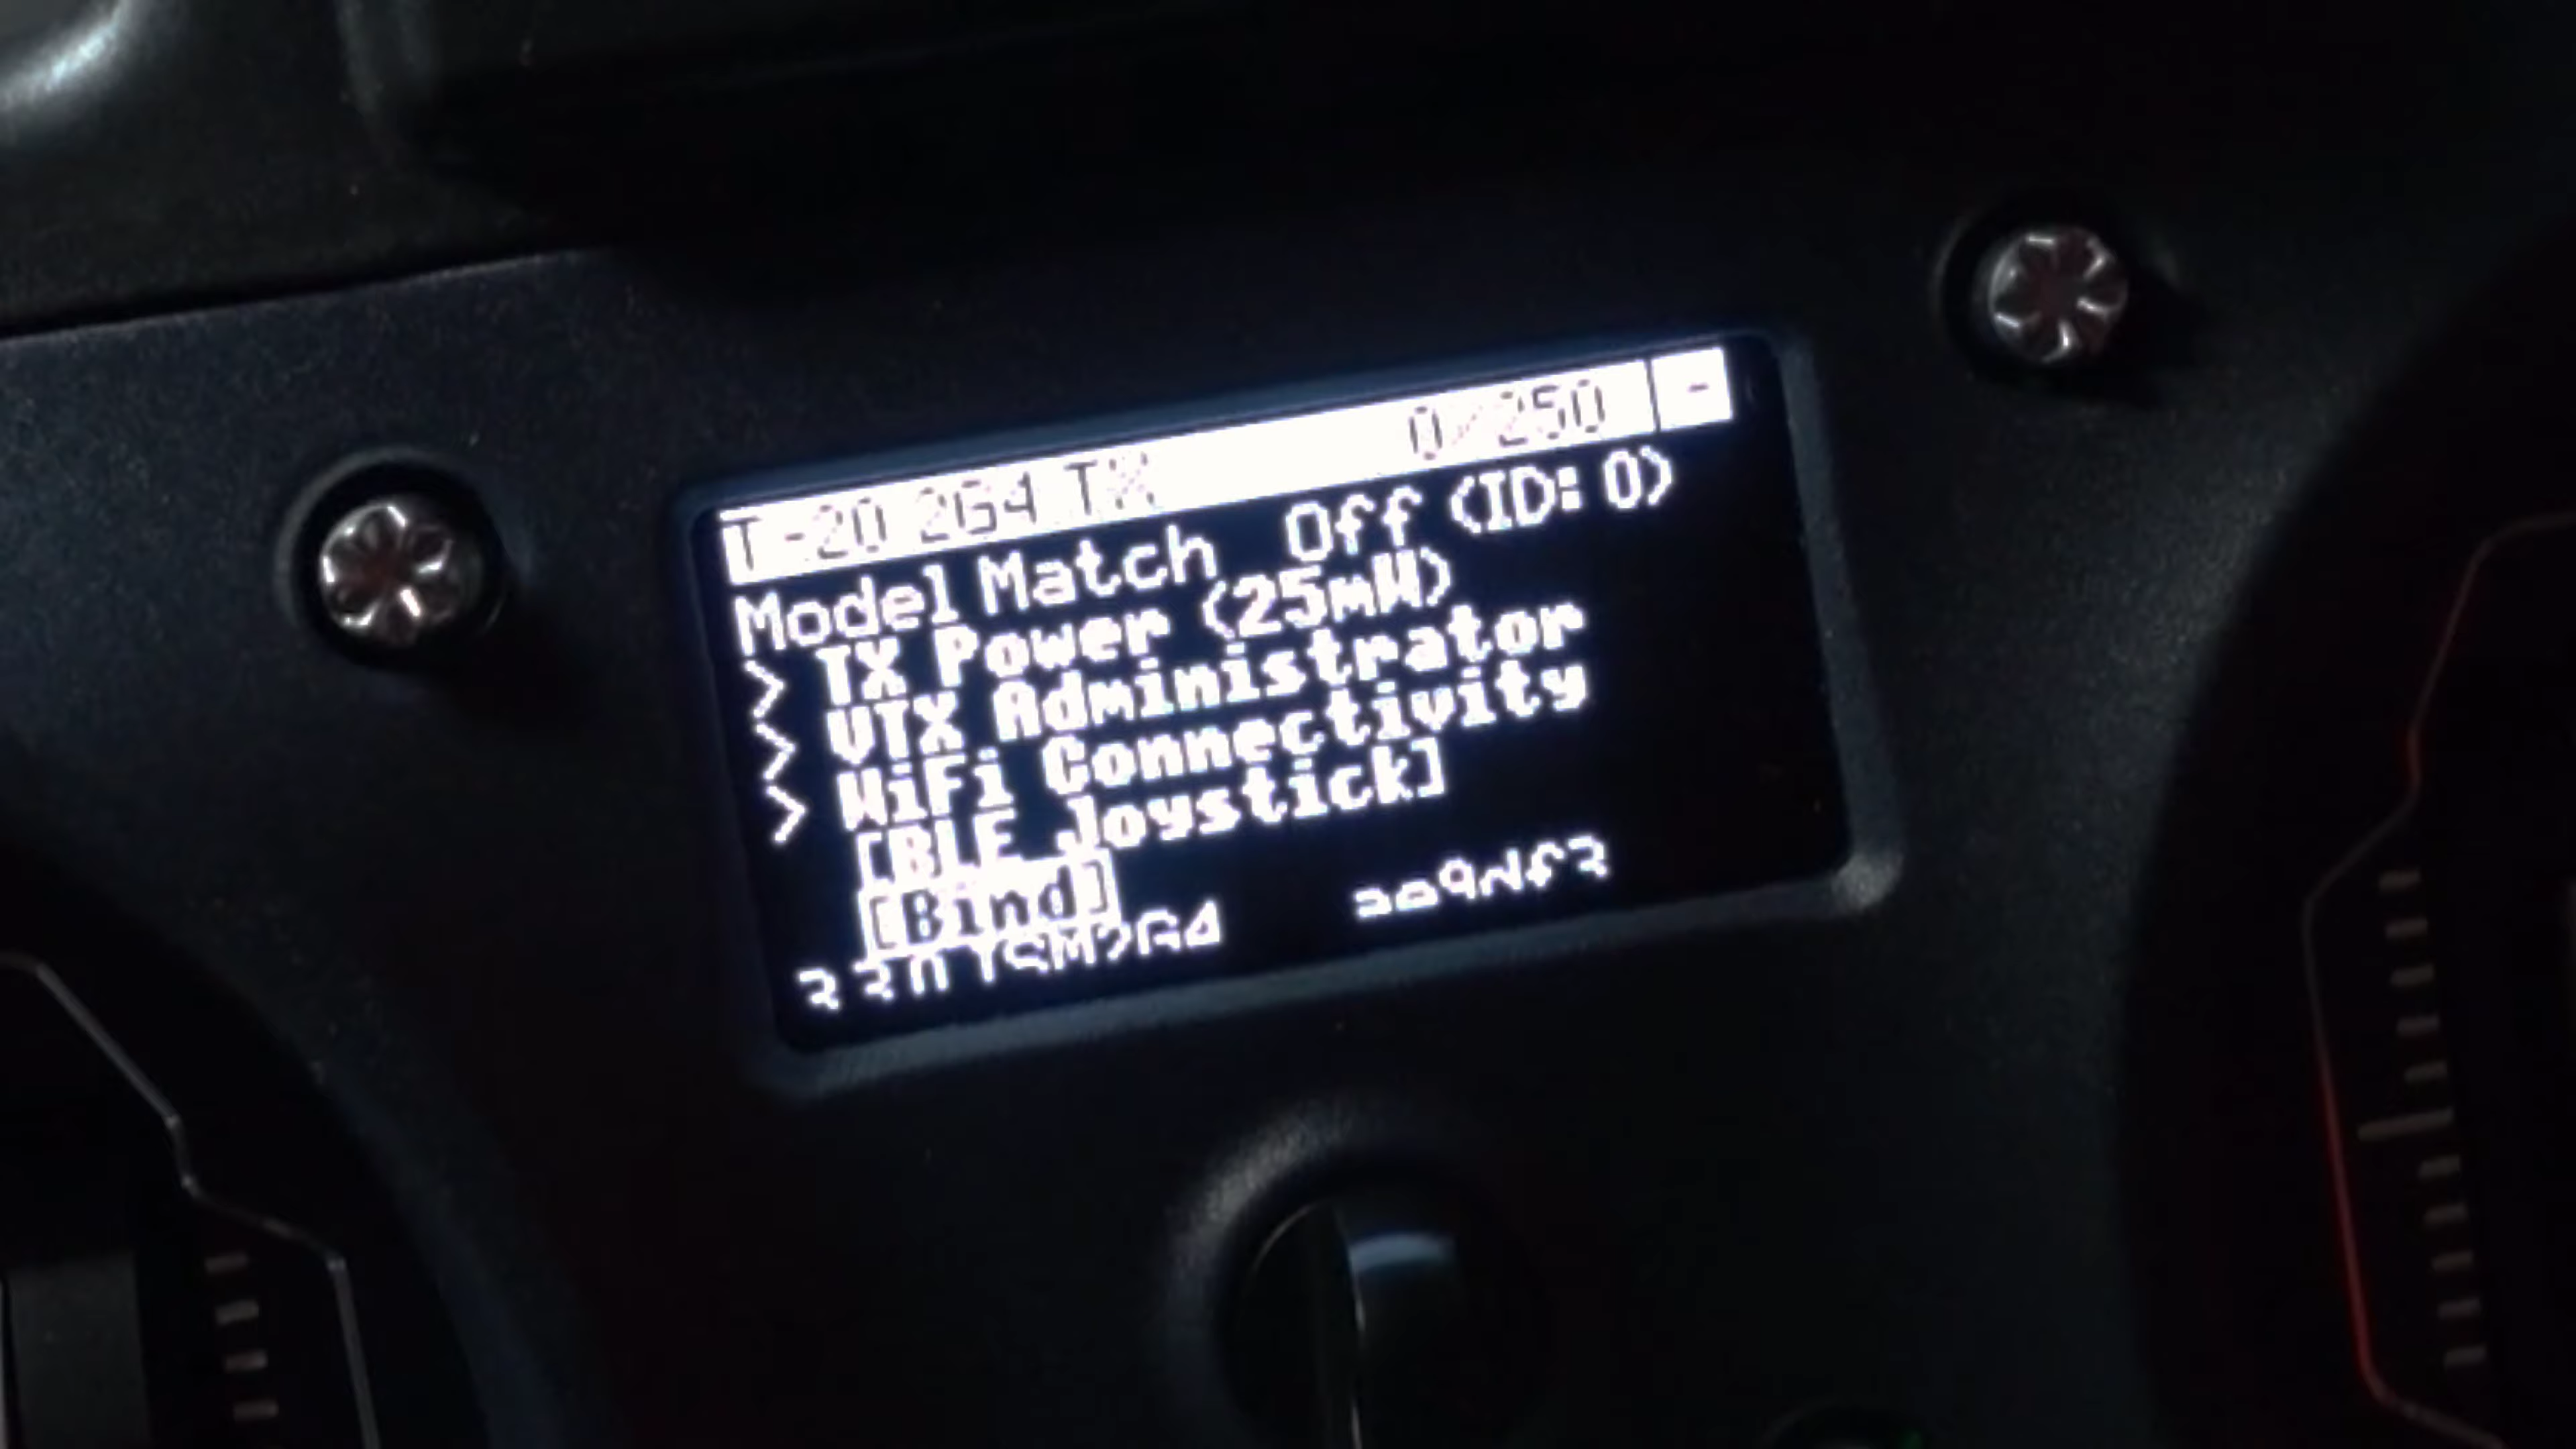 T-20 2G4 TX 0/250 -
Model Match Off (ID: 0)
> TX Power (25mW)
> VTX Administrator
> WiFi Connectivity
[BLE Joystick]
[Bind]